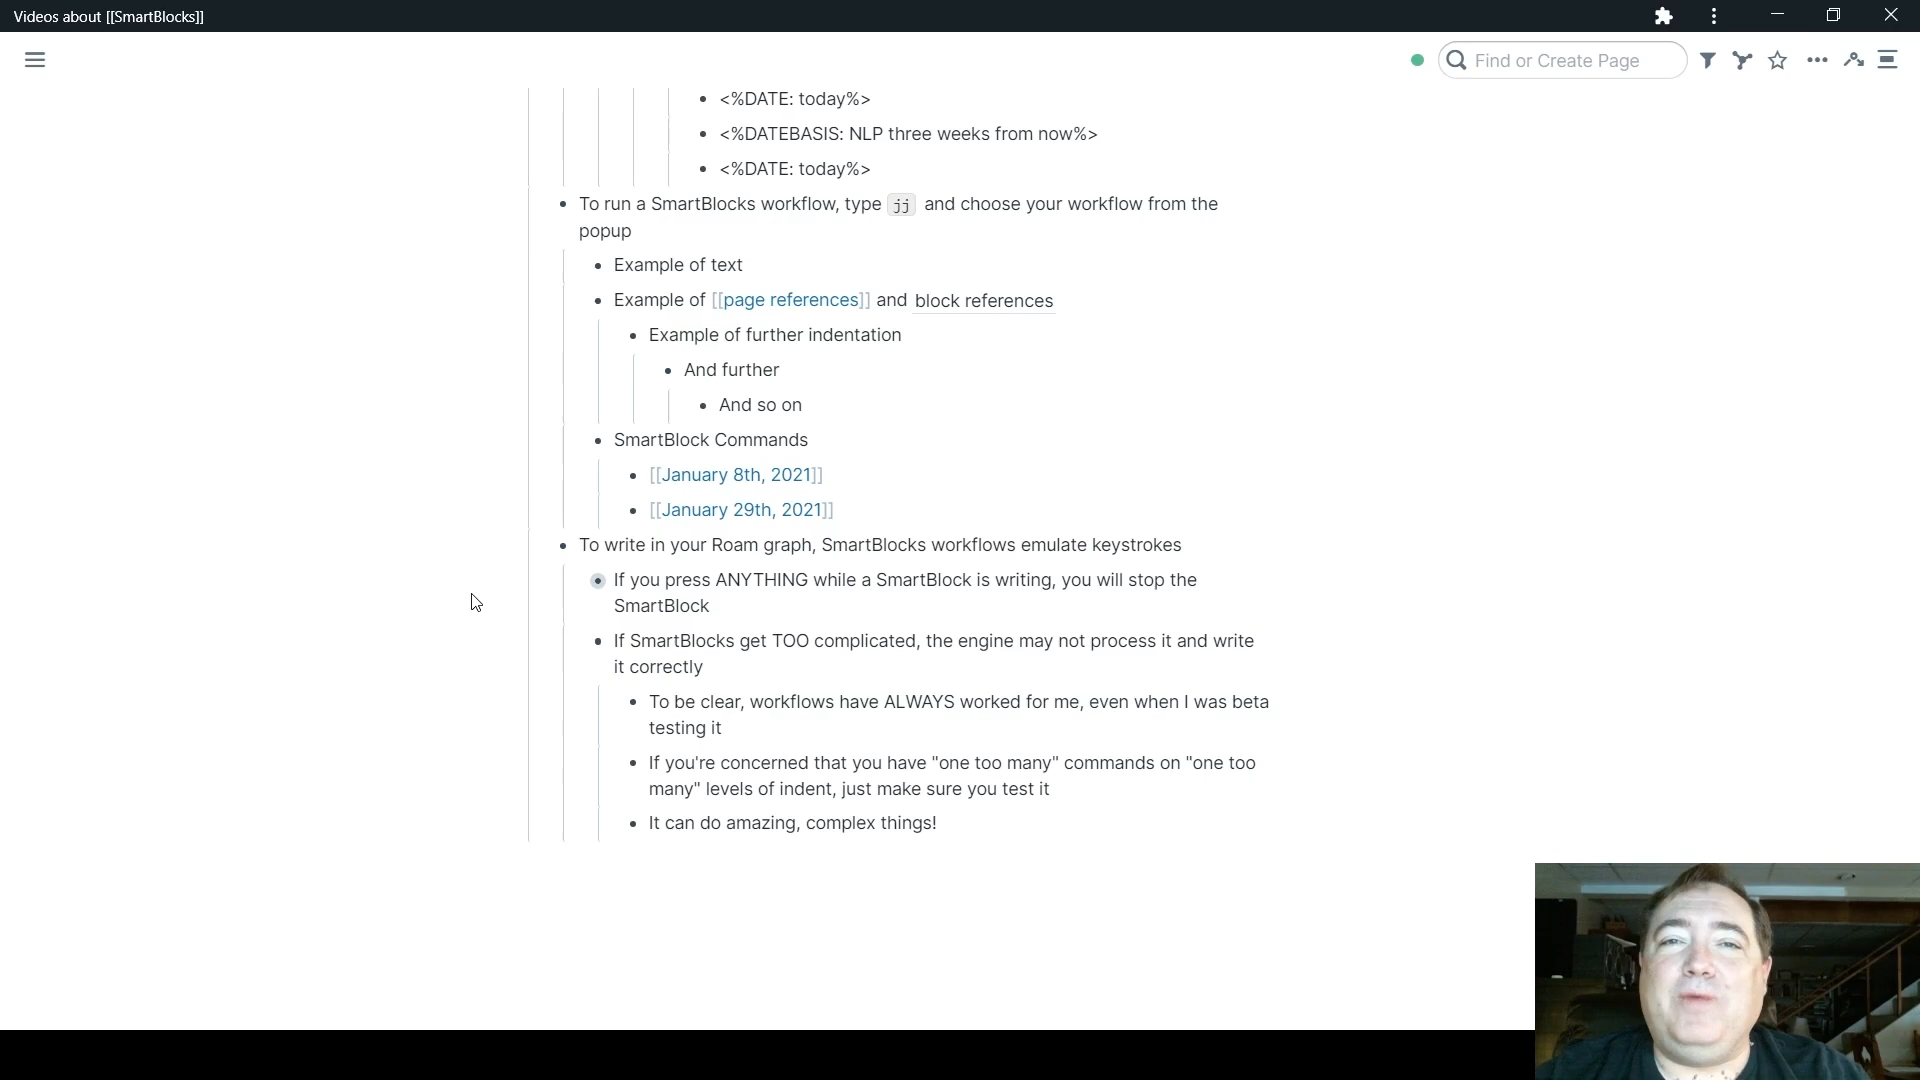 Videos about [[SmartBlocks]]
Find or Create Page
<%DATE: today%>
<%DATEBASIS: NLP three weeks from now%>
<%DATE: today%>
To run a SmartBlocks workflow, type jj and choose your workflow from the
popup
Example of text
Example of [[page references]] and block references
Example of further indentation
And further
And so on
SmartBlock Commands
[[January 8th, 2021]]
[[January 29th, 2021]]
To write in your Roam graph, SmartBlocks workflows emulate keystrokes
If you press ANYTHING while a SmartBlock is writing, you will stop the
SmartBlock
If SmartBlocks get TOO complicated, the engine may not process it and write
it correctly
To be clear, workflows have ALWAYS worked for me, even when I was beta
testing it
If you're concerned that you have "one too many" commands on "one too
many" levels of indent, just make sure you test it
It can do amazing, complex things!